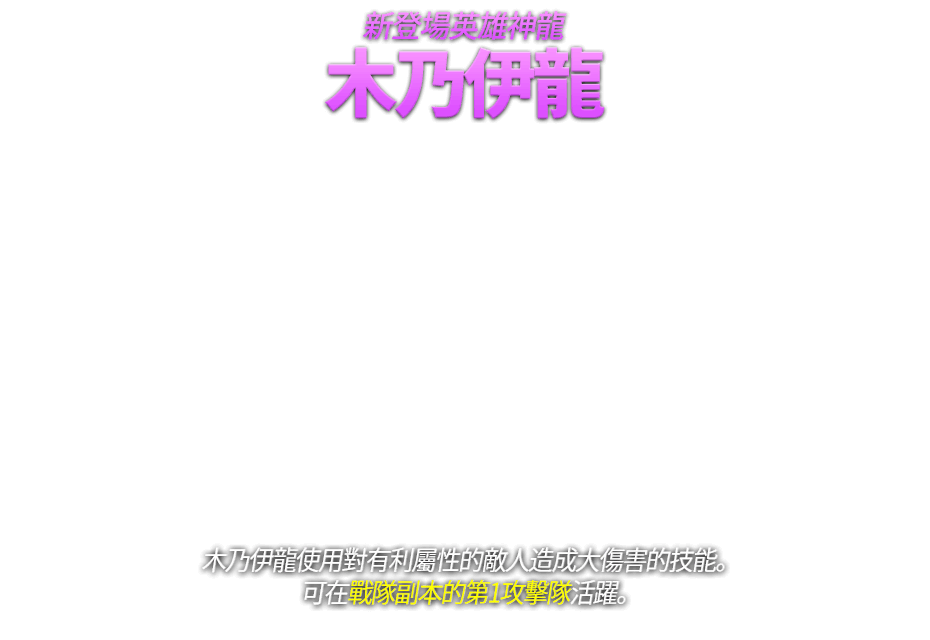 新登場英雄神龍
木乃伊龍
木乃伊龍使用對有利屬性的敵人造成大傷害的技能。
可在戰隊副本的第1攻擊隊活躍。